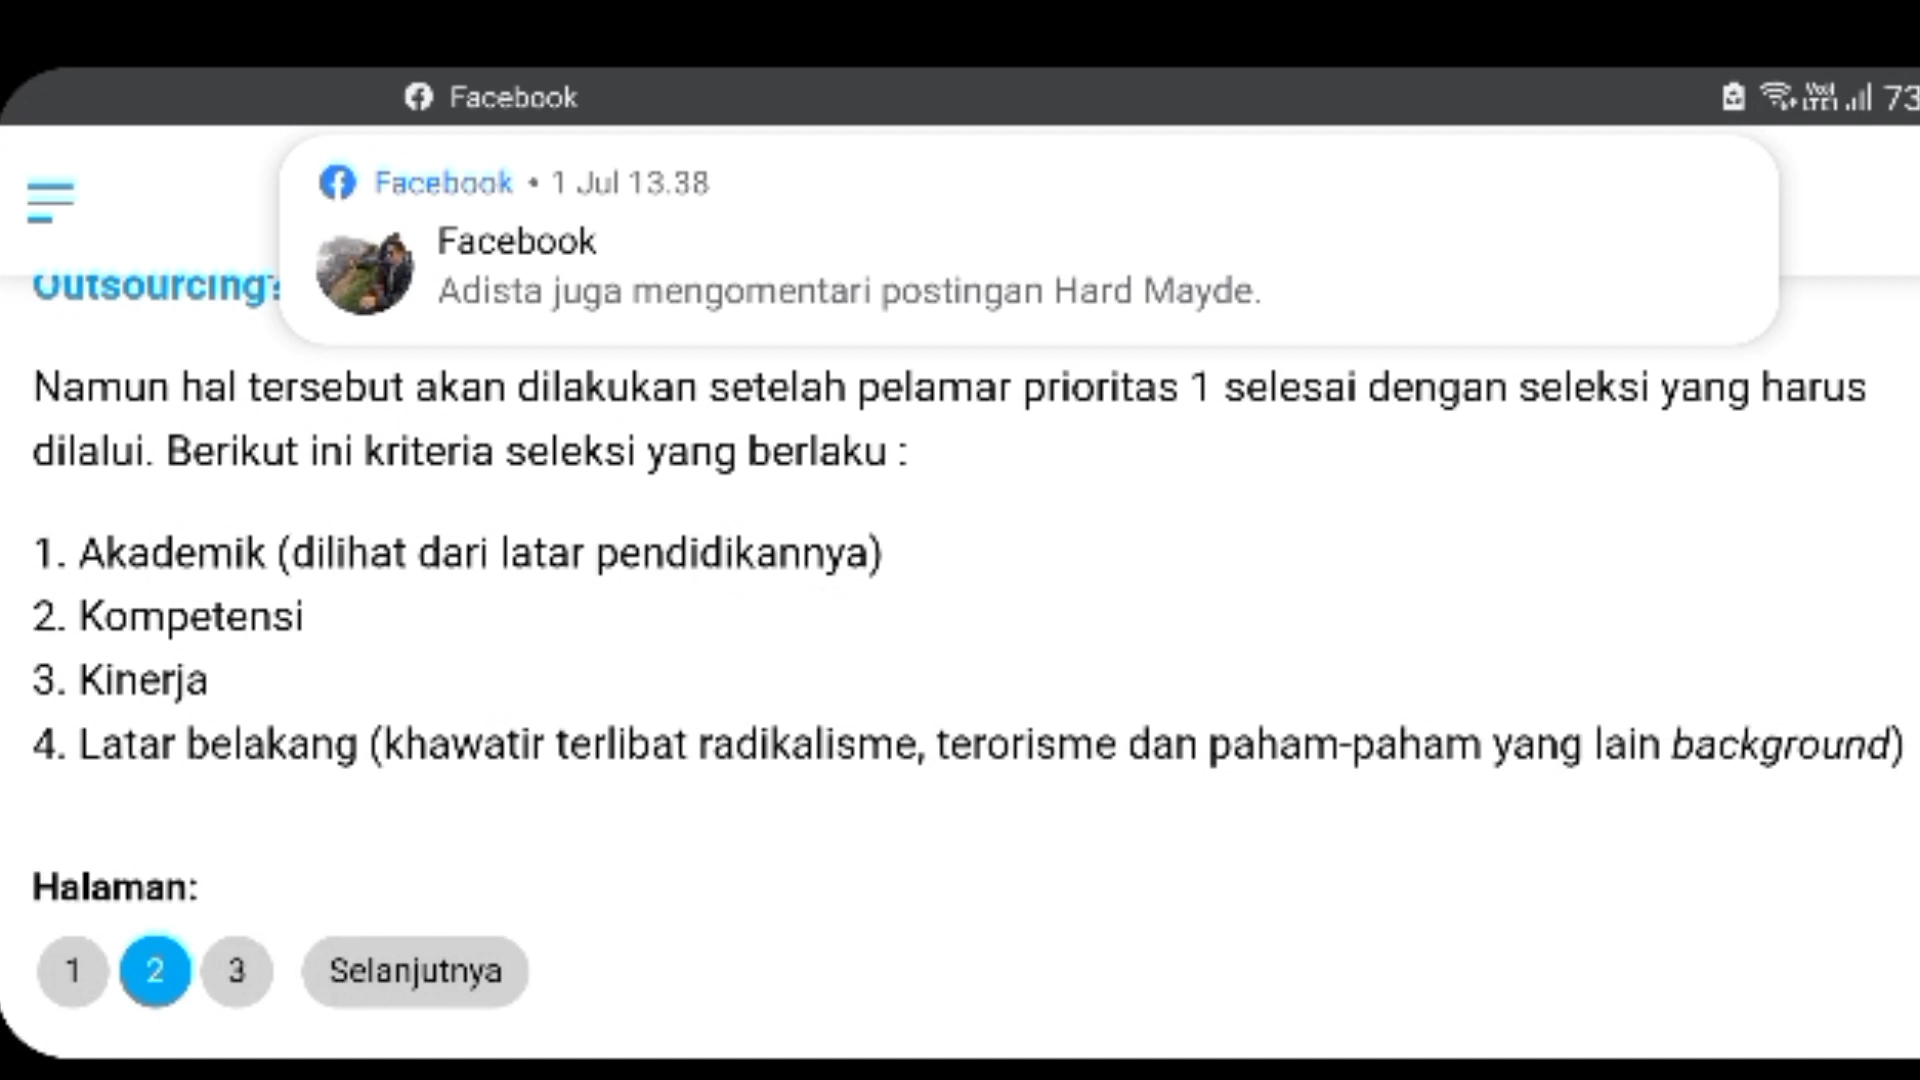 Facebook
VoLTE1 73
Facebook • 1 Jul 13.38
Facebook
Adista juga mengomentari postingan Hard Mayde.
Outsourcing?
Namun hal tersebut akan dilakukan setelah pelamar prioritas 1 selesai dengan seleksi yang harus
dilalui. Berikut ini kriteria seleksi yang berlaku :
1. Akademik (dilihat dari latar pendidikannya)
2. Kompetensi
3. Kinerja
4. Latar belakang (khawatir terlibat radikalisme, terorisme dan paham-paham yang lain background)
Halaman:
1 2 3 Selanjutnya